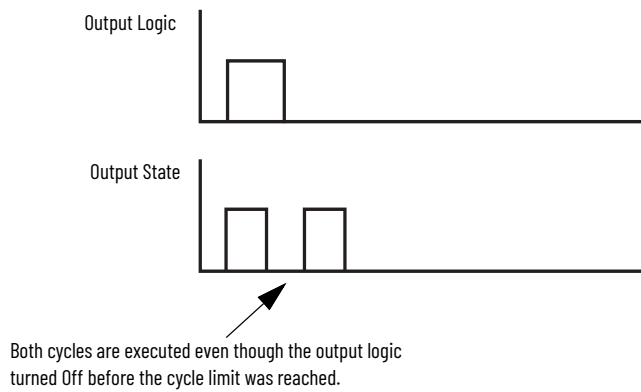 Output Logic
Output State
Both cycles are executed even though the output logic
turned Off before the cycle limit was reached.